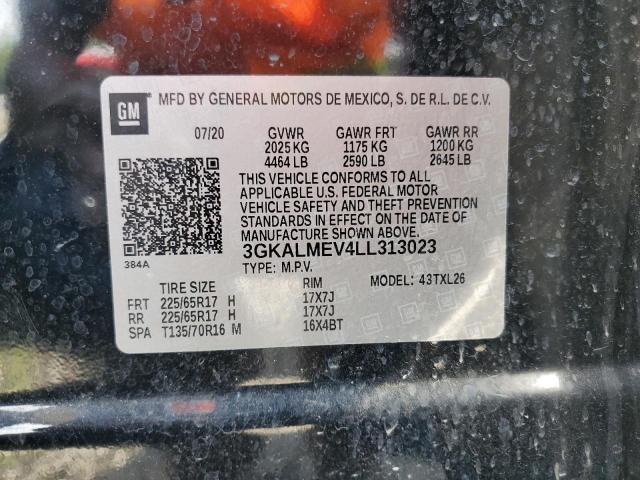 GM MFD BY GENERAL MOTORS DE MEXICO, S. DE R.L. DE C.V.
07/20 GVWR GAWR FRT GAWR RR
2025 KG 1175 KG 1200 KG
4464 LB 2590 LB 2645 LB
THIS VEHICLE CONFORMS TO ALL
APPLICABLE U.S. FEDERAL MOTOR
VEHICLE SAFETY AND THEFT PREVENTION
STANDARDS IN EFFECT ON THE DATE OF
MANUFACTURE SHOWN ABOVE.
384A
3GKALMEV4LL313023
TYPE: M.P.V. MODEL: 43TXL26
TIRE SIZE RIM
FRT 225/65R17 H 17X7J
RR 225/65R17 H 17X7J
SPA T135/70R16 M 16X4BT